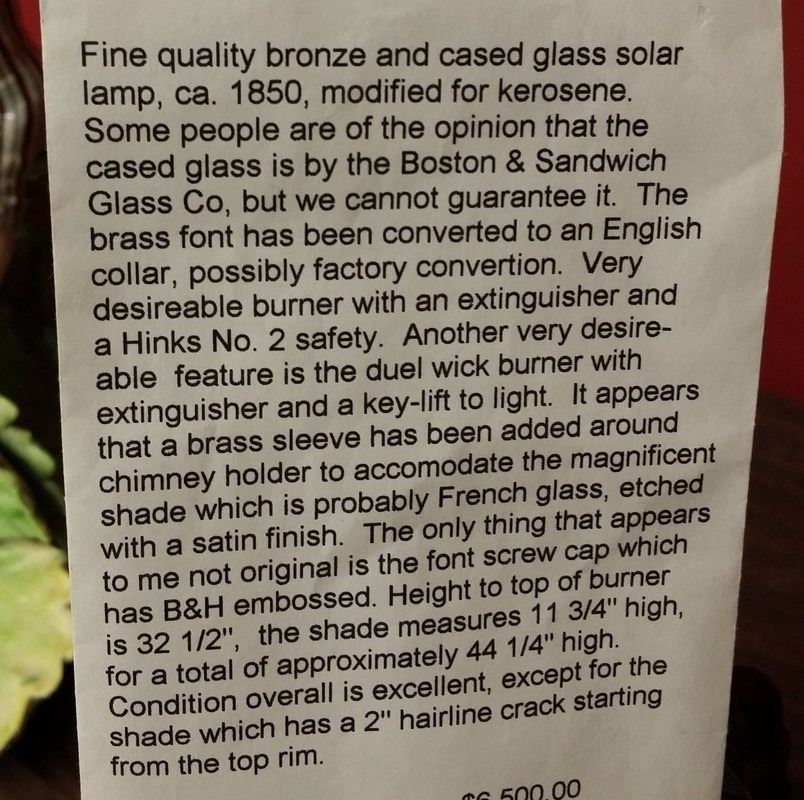 Fine quality bronze and cased glass solar
lamp, ca. 1850, modified for kerosene.
Some people are of the opinion that the
cased glass is by the Boston & Sandwich
Glass Co, but we cannot guarantee it. The
brass font has been converted to an English
collar, possibly factory convertion. Very
desireable burner with an extinguisher and
a Hinks No. 2 safety. Another very desire-
able feature is the duel wick burner with
extinguisher and a key-lift to light. It appears
that a brass sleeve has been added around
chimney holder to accomodate the magnificent
shade which is probably French glass, etched
with a satin finish. The only thing that appears
to me not original is the font screw cap which
has B&H embossed. Height to top of burner
is 32 1/2", the shade measures 11 3/4" high,
for a total of approximately 44 1/4" high.
Condition overall is excellent, except for the
shade which has a 2" hairline crack starting
from the top rim.
$6,500.00